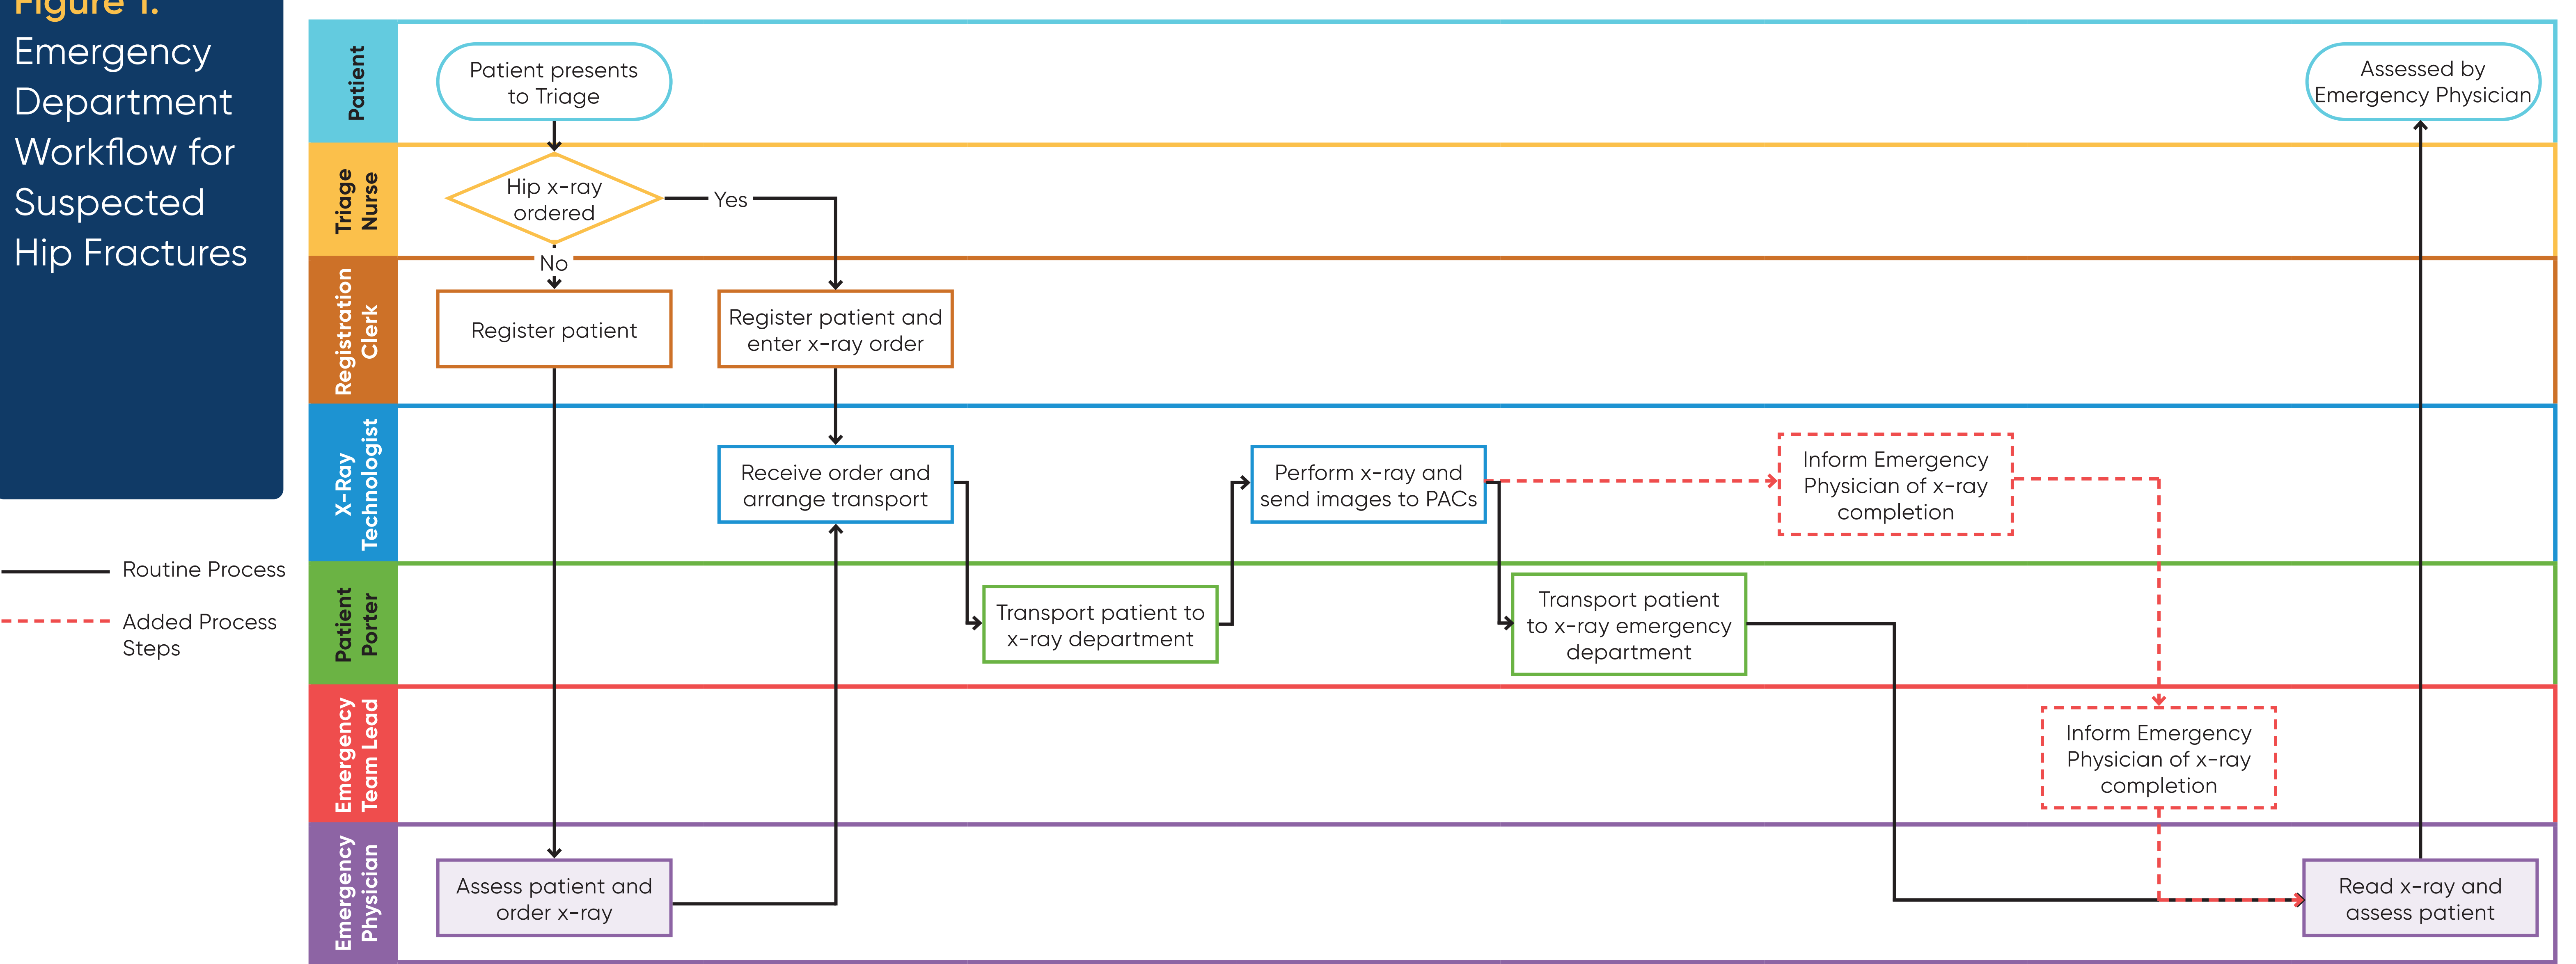 Figure 1:
Emergency
Department
Workflow for
Suspected
Hip Fractures
Routine Process
Added Process
Steps
Patient
Patient presents
to Triage
Assessed by
Emergency Physician
Triage
Nurse
Hip x-ray
ordered
Yes
No
Registration
Clerk
Register patient
Register patient and
enter x-ray order
X-Ray
Technologist
Receive order and
arrange transport
Perform x-ray and
send images to PACs
Inform Emergency
Physician of x-ray
completion
Patient
Porter
Transport patient to
x-ray department
Transport patient
to x-ray emergency
department
Emergency
Team Lead
Inform Emergency
Physician of x-ray
completion
Emergency
Physician
Assess patient and
order x-ray
Read x-ray and
assess patient